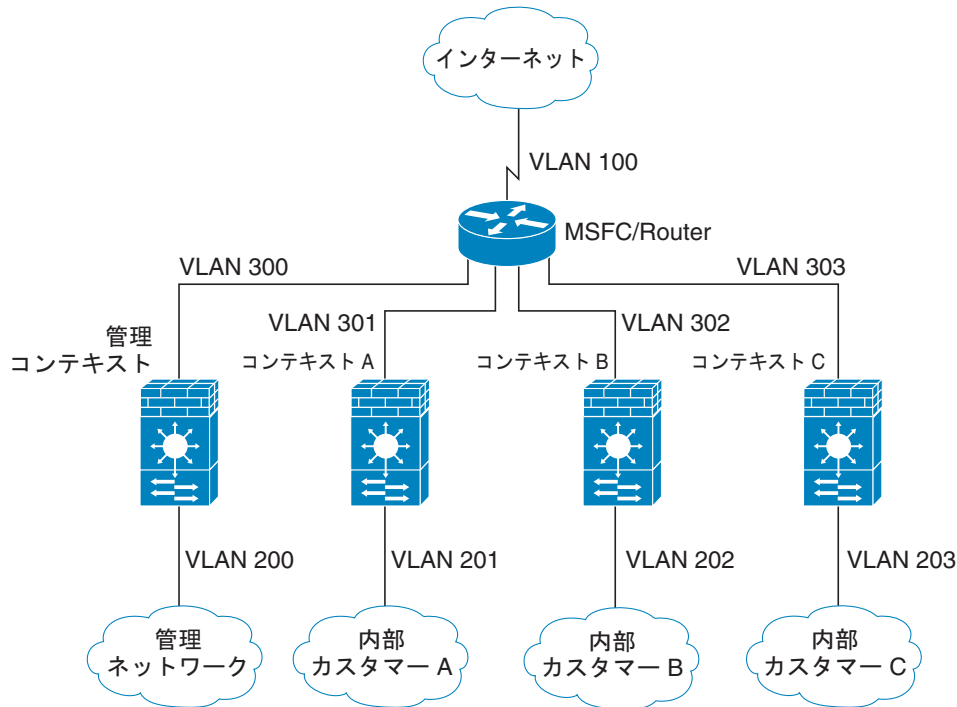 インターネット
VLAN 100
MSFC/Router
VLAN 300
VLAN 303
VLAN 301
VLAN 302
管理
コンテキスト
コンテキスト A
コンテキスト B
コンテキスト C
VLAN 200
VLAN 201
VLAN 202
VLAN 203
管理
ネットワーク
内部
カスタマー A
内部
カスタマー B
内部
カスタマー C